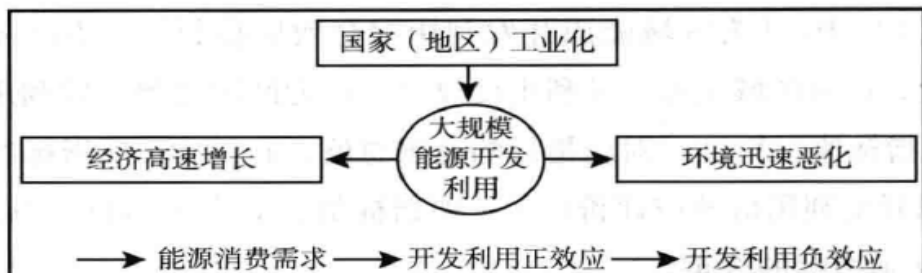 国家（地区）工业化
大规模
能源开发
利用
经济高速增长
环境迅速恶化
能源消费需求
开发利用正效应
开发利用负效应